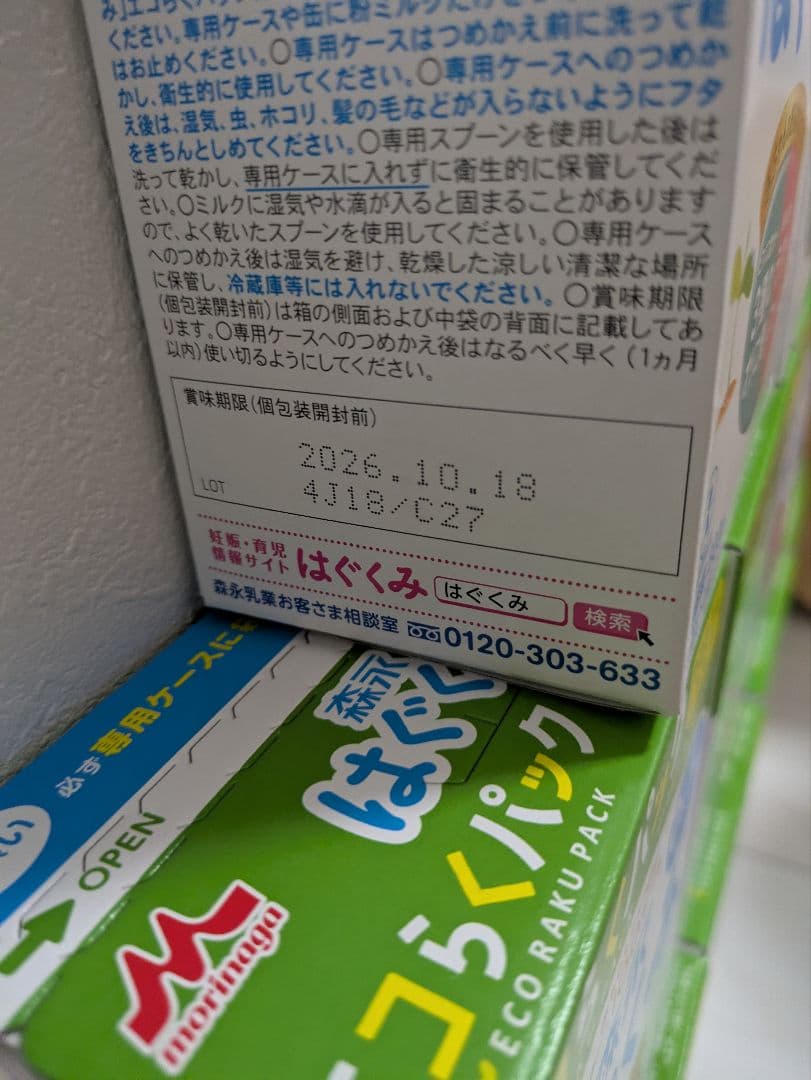 ください。専用ケースや缶に粉ミルク
はお止めください。〇専用ケースはつめかえ前に洗って乾
かし、衛生的に使用してください。〇専用ケースへのつめか
え後は、湿気、虫、ホコリ、髪の毛などが入らないようにフタ
をきちんとしめてください。〇専用スプーンを使用した後は
洗って乾かし、専用ケースに入れずに衛生的に保管してくだ
さい。〇ミルクに湿気や水滴が入ると固まることがあります
ので、よく乾いたスプーンを使用してください。〇専用ケース
へのつめかえ後は湿気を避け、乾燥した涼しい清潔な場所
に保管し、冷蔵庫等には入れないでください。〇賞味期限
(個包装開封前)は箱の側面および中袋の背面に記載してあ
ります。〇専用ケースへのつめかえ後はなるべく早く(1ヵ月
以内)使い切るようにしてください。
賞味期限(個包装開封前)
2026.10.18
LOT 4J18/C27
妊娠・育児
情報サイト はぐくみ はぐくみ 検索
森永乳業お客さま相談室 0120-303-633
必ず専用ケースに
OPEN
森永
はぐく
エコらくパック
ECO RAKU PACK
morinaga